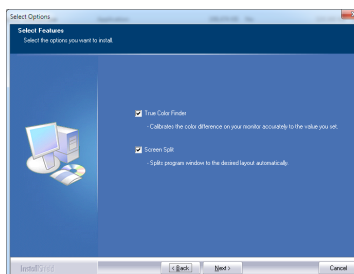 Select Options
Select Features
Select the options you want to install.
True Color Finder
- Calibrates the color difference on your monitor accurately to the value you set.
Screen Split
- Splits program window to the desired layout automatically.
< Back
Next >
Cancel